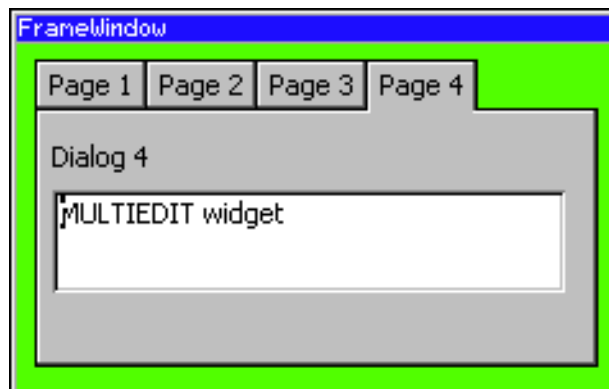 FrameWindow
Page 1 Page 2 Page 3 Page 4
Dialog 4
MULTIEDIT widget